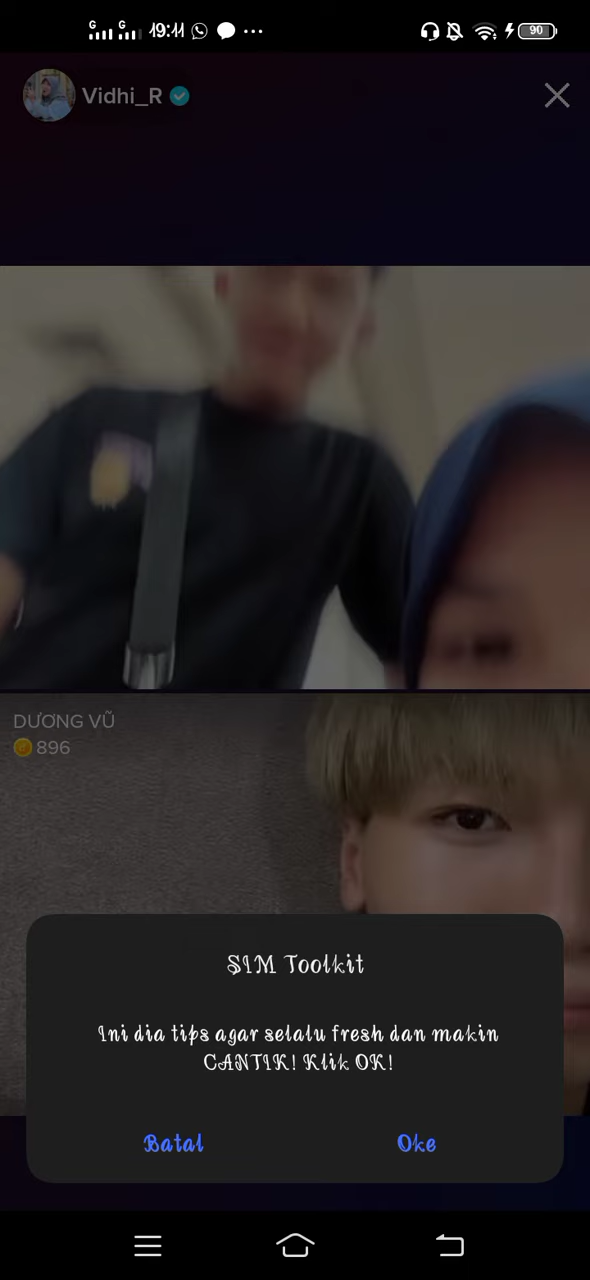 G G 19:11 90
Vidhi_R
DƯƠNG VŨ
896
SIM Toolkit
Ini dia tips agar selalu fresh dan makin
CANTIK! Klik OK!
Batal Oke